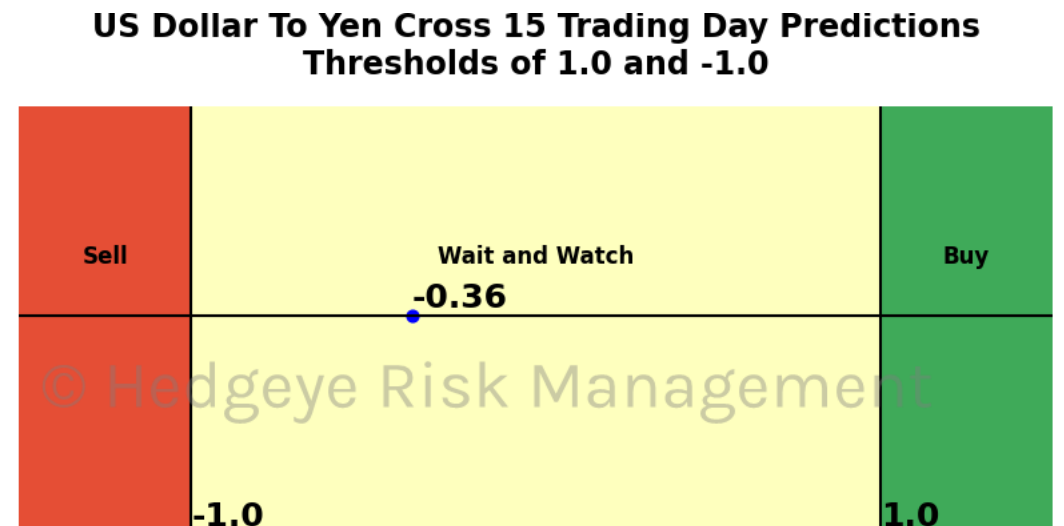 US Dollar To Yen Cross 15 Trading Day Predictions
Thresholds of 1.0 and -1.0
Sell
Wait and Watch
Buy
-0.36
© Hedgeye Risk Management
-1.0
1.0